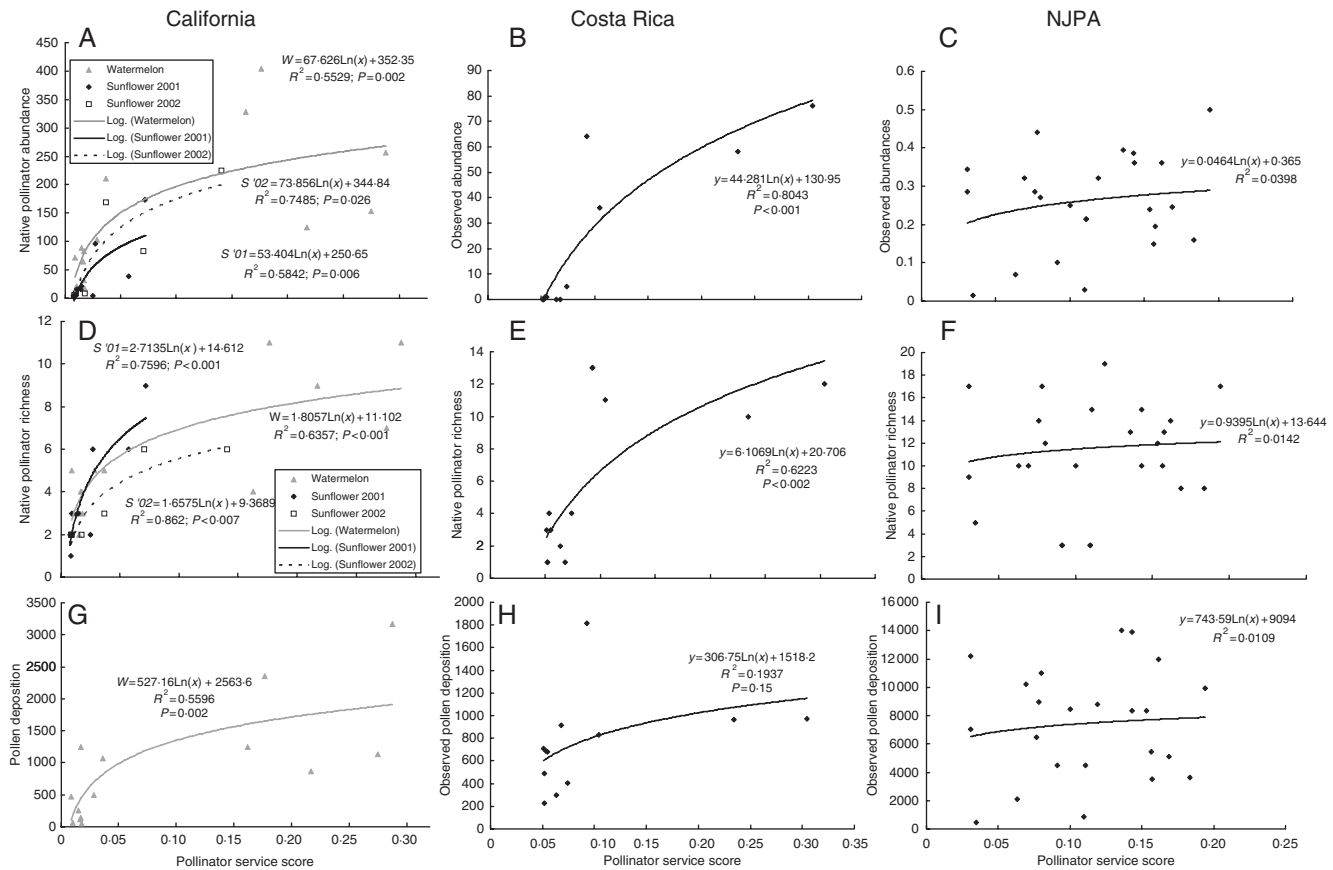 California
Costa Rica
NJPA
A
Native pollinator abundance
450
400
350
300
250
200
150
100
50
0
Watermelon
Sunflower 2001
Sunflower 2002
Log. (Watermelon)
Log. (Sunflower 2001)
Log. (Sunflower 2002)
W=67·626Ln(x)+352·35
R²=0·5529; P=0·002
S '02=73·856Ln(x)+344·84
R²=0·7485; P=0·026
S '01=53·404Ln(x)+250·65
R²=0·5842; P=0·006
B
Observed abundance
90
80
70
60
50
40
30
20
10
0
y=44·281Ln(x)+130·95
R²=0·8043
P<0·001
C
Observed abundances
0·6
0·5
0·4
0·3
0·2
0·1
0
y=0·0464Ln(x)+0·365
R²=0·0398
D
Native pollinator richness
12
10
8
6
4
2
0
S '01=2·7135Ln(x)+14·612
R²=0·7596; P<0·001
W=1·8057Ln(x)+11·102
R²=0·6357; P<0·001
S '02=1·6575Ln(x)+9·3689
R²=0·862; P<0·007
Watermelon
Sunflower 2001
Sunflower 2002
Log. (Watermelon)
Log. (Sunflower 2001)
Log. (Sunflower 2002)
E
Native pollinator richness
14
12
10
8
6
4
2
0
y=6·1069Ln(x)+20·706
R²=0·6223
P<0·002
F
Native pollinator richness
20
18
16
14
12
10
8
6
4
2
0
y=0·9395Ln(x)+13·644
R²=0·0142
G
Pollen deposition
3500
3000
2500
2000
1500
1000
500
0
W=527·16Ln(x)+2563·6
R²=0·5596
P=0·002
0 0·05 0·10 0·15 0·20 0·25 0·30
Pollinator service score
H
Observed pollen deposition
2000
1800
1600
1400
1200
1000
800
600
400
200
0
y=306·75Ln(x)+1518·2
R²=0·1937
P=0·15
0 0·05 0·10 0·15 0·20 0·25 0·30 0·35
Pollinator service score
I
Observed pollen deposition
16000
14000
12000
10000
8000
6000
4000
2000
0
y=743·59Ln(x)+9094
R²=0·0109
0 0·05 0·10 0·15 0·20 0·25
Pollinator service score